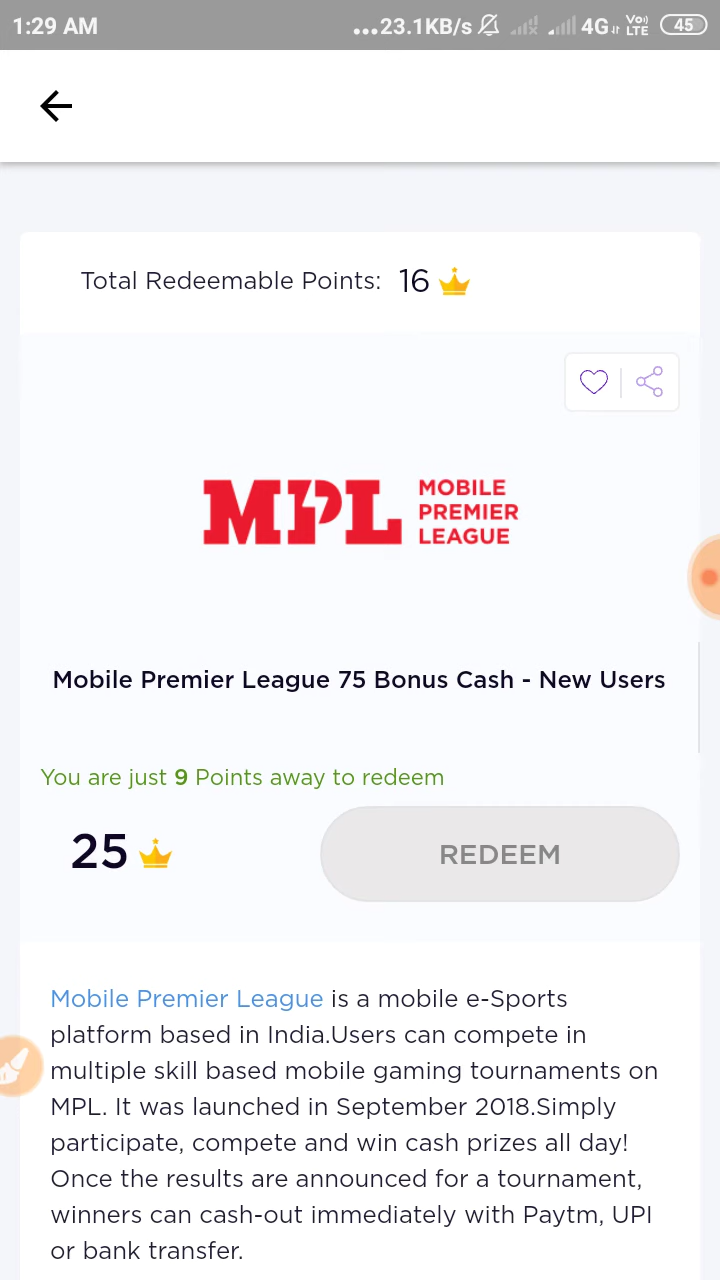 1:29 AM ...23.1KB/s 4G Vo) LTE 45
Total Redeemable Points: 16
MPL MOBILE
PREMIER
LEAGUE
Mobile Premier League 75 Bonus Cash - New Users
You are just 9 Points away to redeem
25 REDEEM
Mobile Premier League is a mobile e-Sports
platform based in India.Users can compete in
multiple skill based mobile gaming tournaments on
MPL. It was launched in September 2018.Simply
participate, compete and win cash prizes all day!
Once the results are announced for a tournament,
winners can cash-out immediately with Paytm, UPI
or bank transfer.